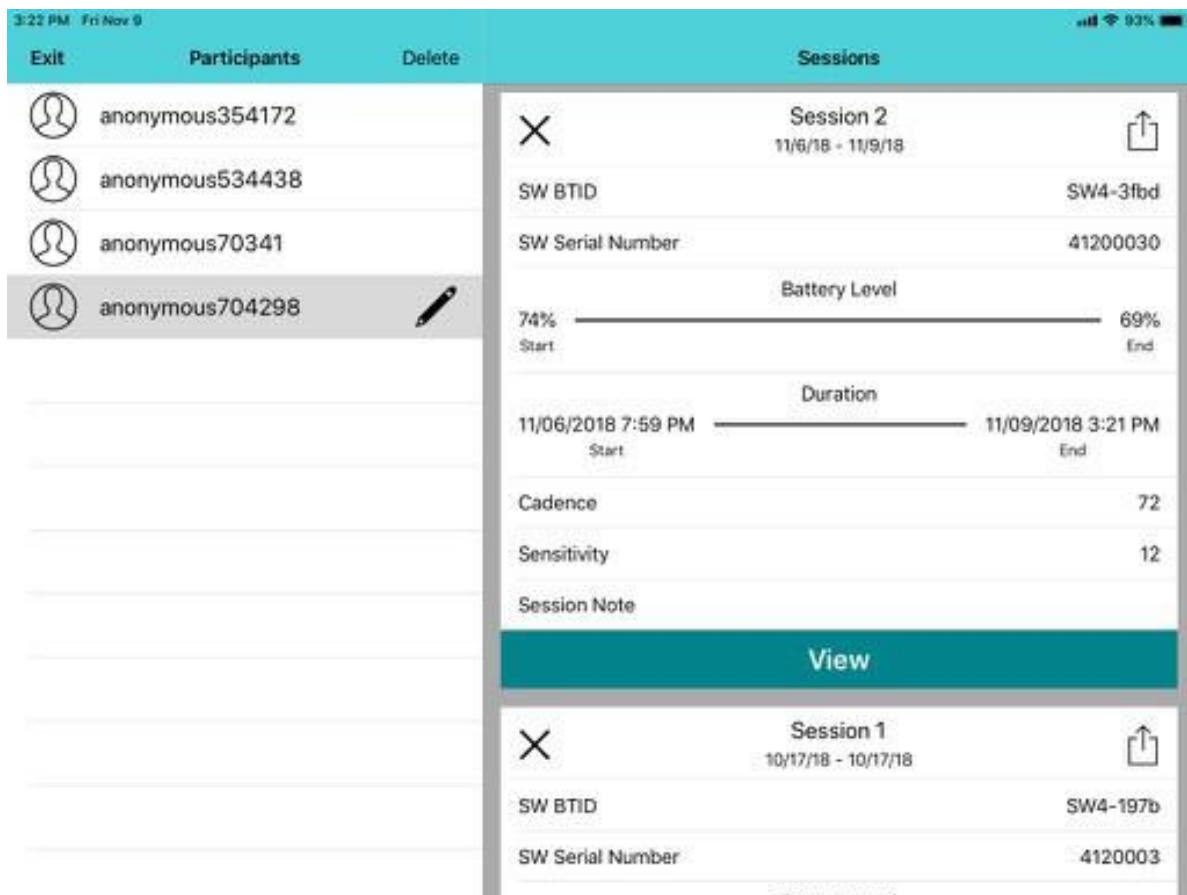 3:22 PM Fri Nov 9
93%
Exit Participants Delete
anonymous354172
anonymous534438
anonymous70341
anonymous704298
Sessions
Session 2
11/6/18 - 11/9/18
SW BTID SW4-3fbd
SW Serial Number 41200030
Battery Level
74% 69%
Start End
Duration
11/06/2018 7:59 PM 11/09/2018 3:21 PM
Start End
Cadence 72
Sensitivity 12
Session Note
View
Session 1
10/17/18 - 10/17/18
SW BTID SW4-197b
SW Serial Number 4120003